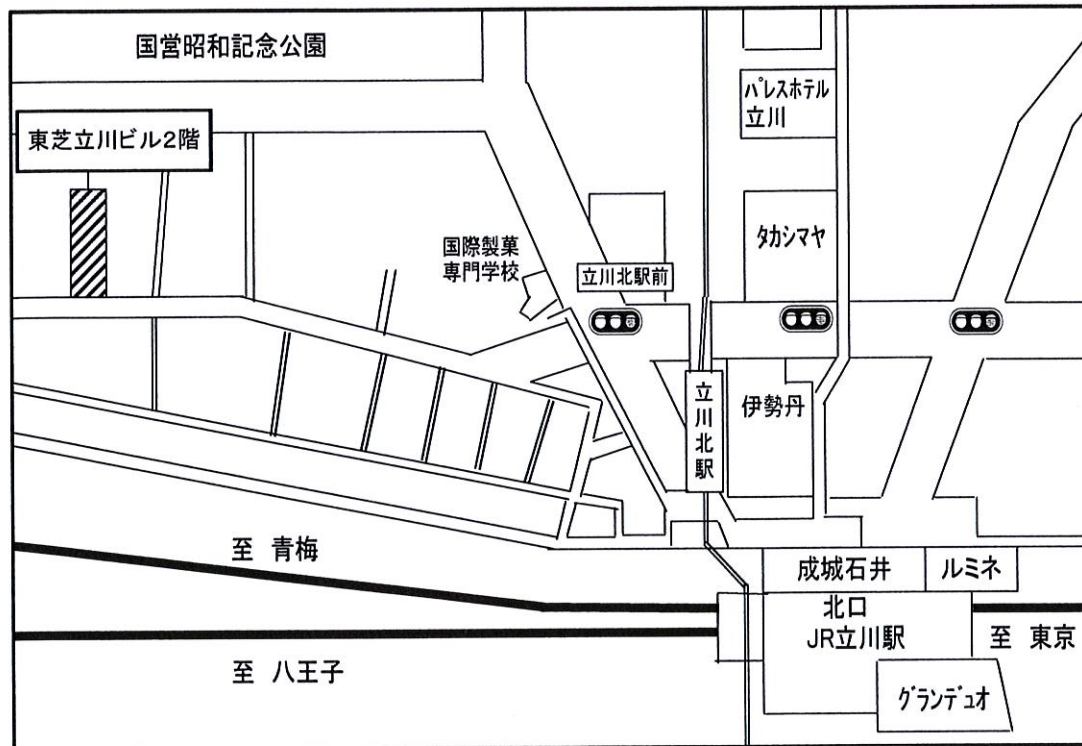 国営昭和記念公園
パレスホテル
立川
東芝立川ビル2階
タカシマヤ
国際製菓
専門学校
立川北駅前
立川北駅
伊勢丹
至 青梅
成城石井
ルミネ
北口
JR立川駅
至 東京
至 八王子
グランデュオ